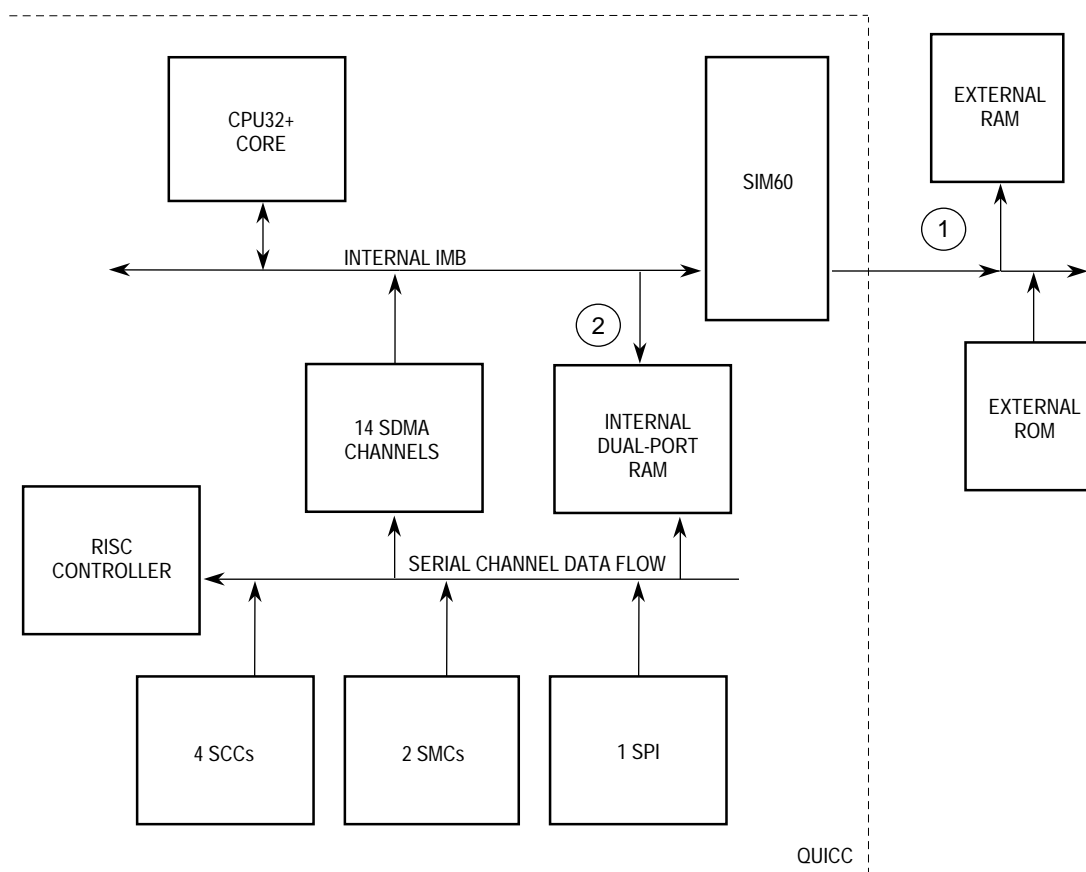 CPU32+
CORE
SIM60
EXTERNAL
RAM
1
INTERNAL IMB
2
14 SDMA
CHANNELS
INTERNAL
DUAL-PORT
RAM
EXTERNAL
ROM
RISC
CONTROLLER
SERIAL CHANNEL DATA FLOW
4 SCCs
2 SMCs
1 SPI
QUICC